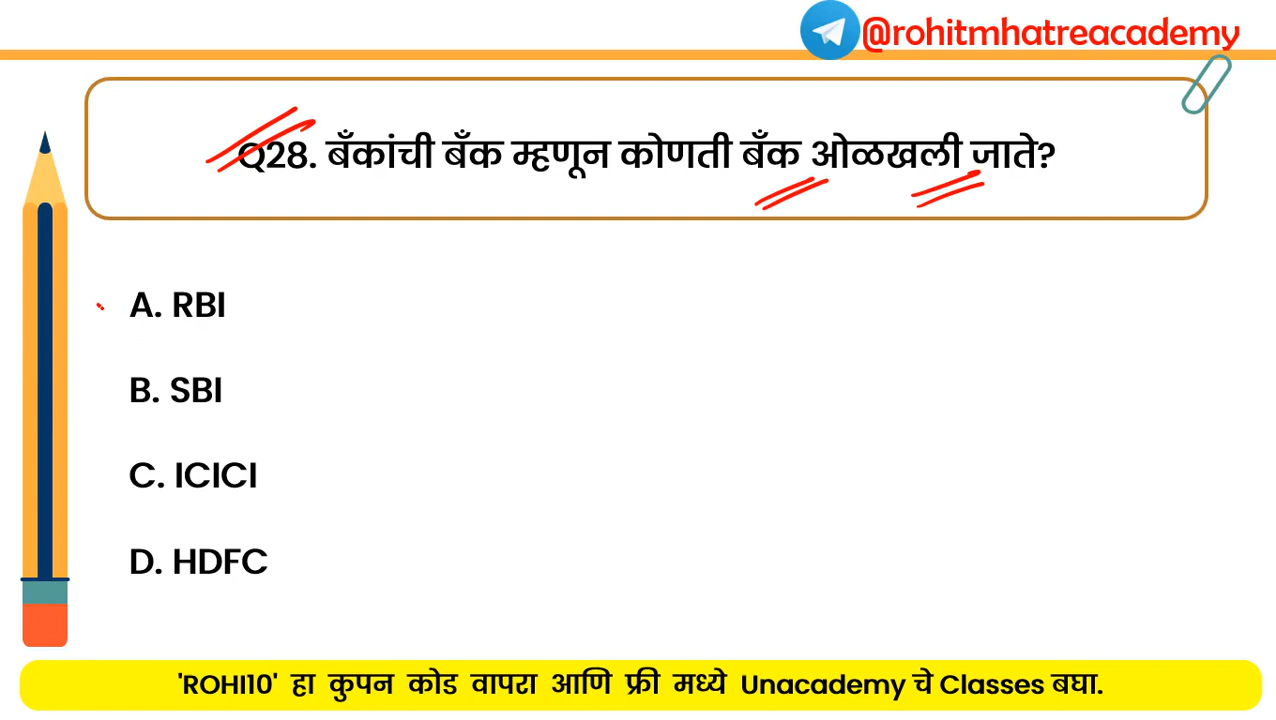 @rohitmhatreacademy
Q28. बँकांची बँक म्हणून कोणती बँक ओळखली जाते?
A. RBI
B. SBI
C. ICICI
D. HDFC
'ROHI10' हा कुपन कोड वापरा आणि फ्री मध्ये Unacademy चे Classes बघा.